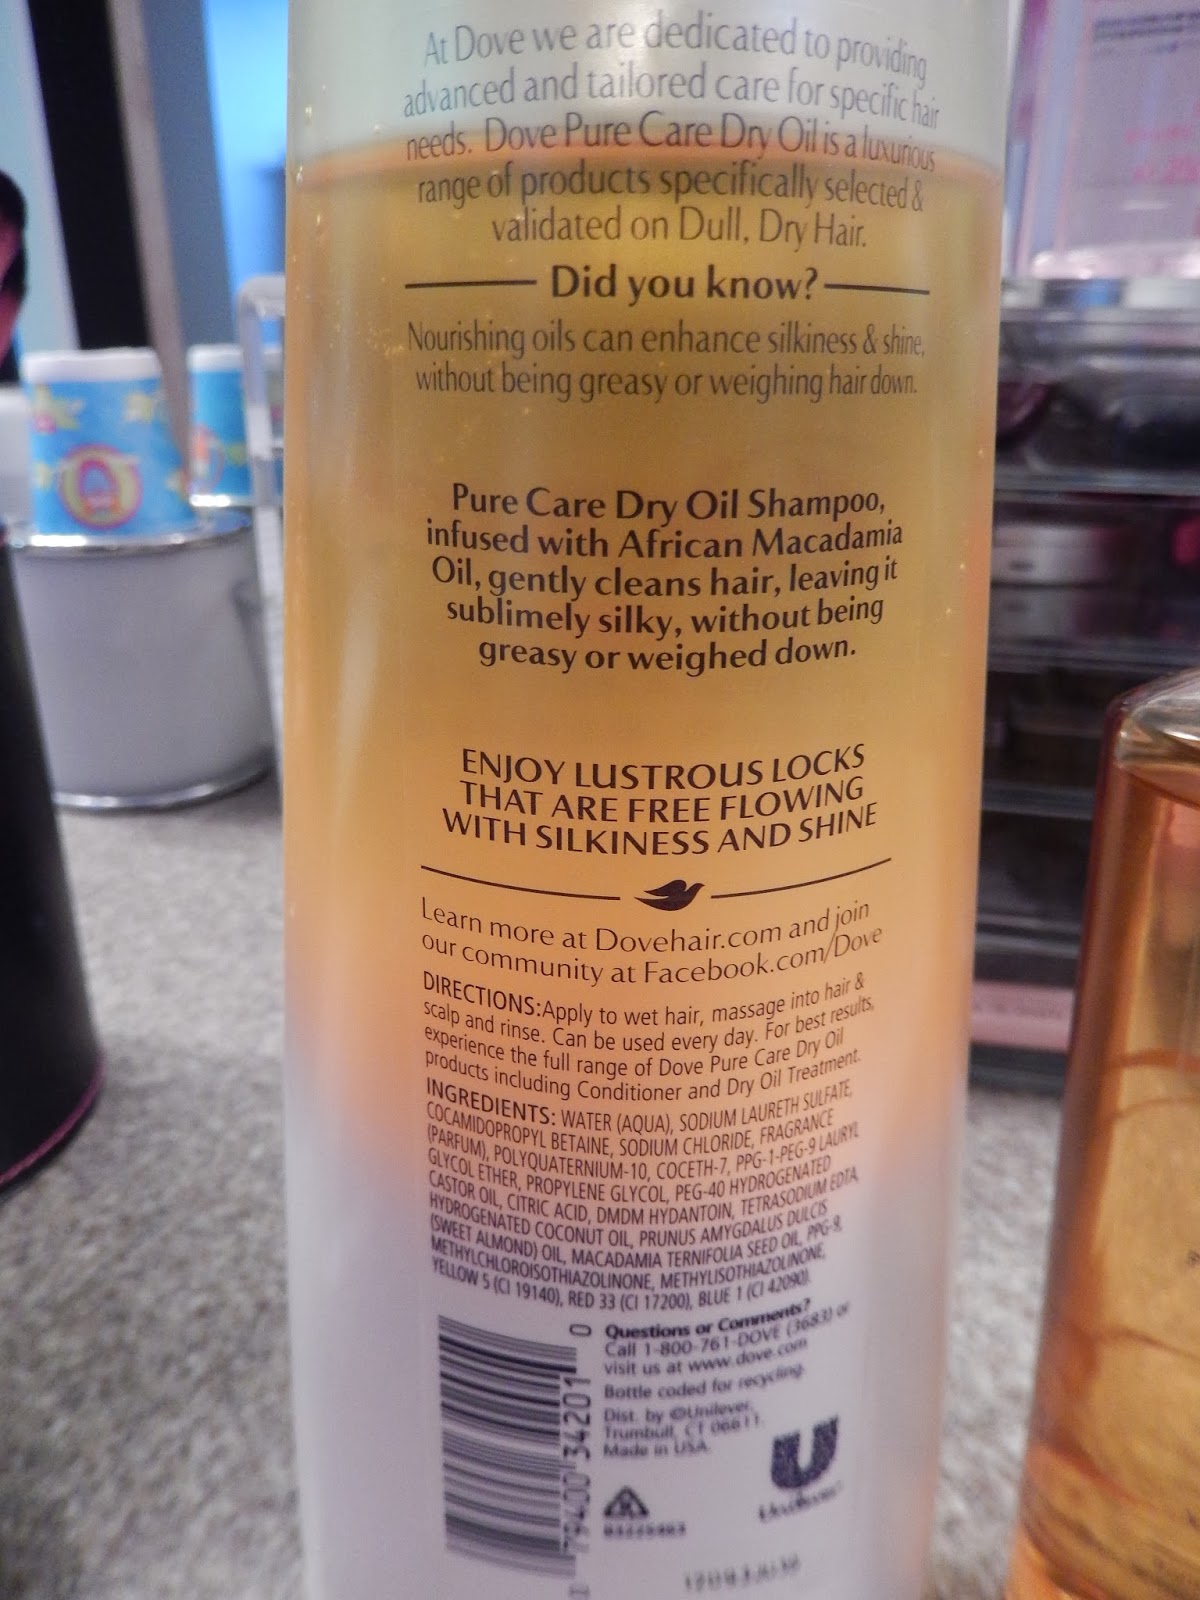 At Dove we are dedicated to providing
advanced and tailored care for specific hair
needs. Dove Pure Care Dry Oil is a luxurious
range of products specifically selected &
validated on Dull, Dry Hair.
Did you know?
Nourishing oils can enhance silkiness & shine,
without being greasy or weighing hair down.
Pure Care Dry Oil Shampoo,
infused with African Macadamia
Oil, gently cleans hair, leaving it
sublimely silky, without being
greasy or weighed down.
ENJOY LUSTROUS LOCKS
THAT ARE FREE FLOWING
WITH SILKINESS AND SHINE
Learn more at Dovehair.com and join
our community at Facebook.com/Dove
DIRECTIONS: Apply to wet hair, massage into hair &
scalp and rinse. Can be used every day. For best results,
experience the full range of Dove Pure Care Dry Oil
products including Conditioner and Dry Oil Treatment.
INGREDIENTS: WATER (AQUA), SODIUM LAURETH SULFATE,
COCAMIDOPROPYL BETAINE, SODIUM CHLORIDE, FRAGRANCE
(PARFUM), POLYQUATERNIUM-10, COCETH-7, PPG-1-PEG-9 LAURYL
GLYCOL ETHER, PROPYLENE GLYCOL, PEG-40 HYDROGENATED
CASTOR OIL, CITRIC ACID, DMDM HYDANTOIN, TETRASODIUM EDTA,
HYDROGENATED COCONUT OIL, PRUNUS AMYGDALUS DULCIS
(SWEET ALMOND) OIL, MACADAMIA TERNIFOLIA SEED OIL, PPG-9,
METHYLCHLOROISOTHIAZOLINONE, METHYLISOTHIAZOLINONE,
YELLOW 5 (CI 19140), RED 33 (CI 17200), BLUE 1 (CI 42090).
Questions or Comments?
Call 1-800-761-DOVE (3683) or
visit us at www.dove.com
Bottle coded for recycling.
Dist. by ©Unilever,
Trumbull, CT 06611.
Made in USA.
Unilever
79400 34201 0